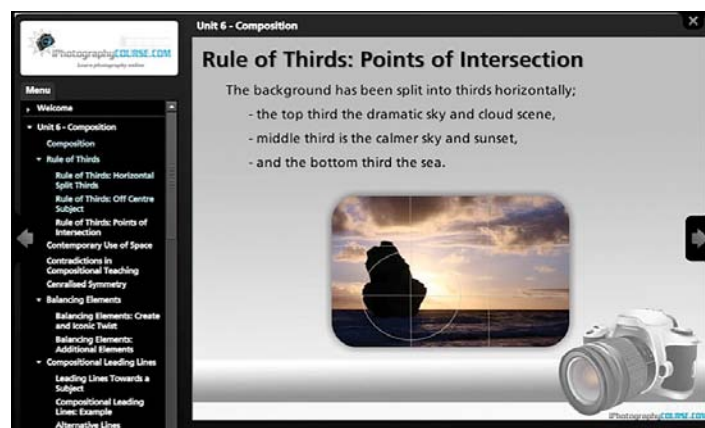 Unit 6 - Composition
X
iPhotographyCOURSE.COM
Learn photography online
Menu
Welcome
Unit 6 - Composition
Composition
Rule of Thirds
Rule of Thirds: Horizontal
Split Thirds
Rule of Thirds: Off Centre
Subject
Rule of Thirds: Points of
Intersection
Contemporary Use of Space
Contradictions in
Compositional Teaching
Cenralised Symmetry
Balancing Elements
Balancing Elements: Create
and Iconic Twist
Balancing Elements:
Additional Elements
Compositional Leading Lines
Leading Lines Towards a
Subject
Compositional Leading
Lines: Example
Alternative Lines
Rule of Thirds: Points of Intersection
The background has been split into thirds horizontally;
- the top third the dramatic sky and cloud scene,
- middle third is the calmer sky and sunset,
- and the bottom third the sea.
iPhotographyCOURSE.COM